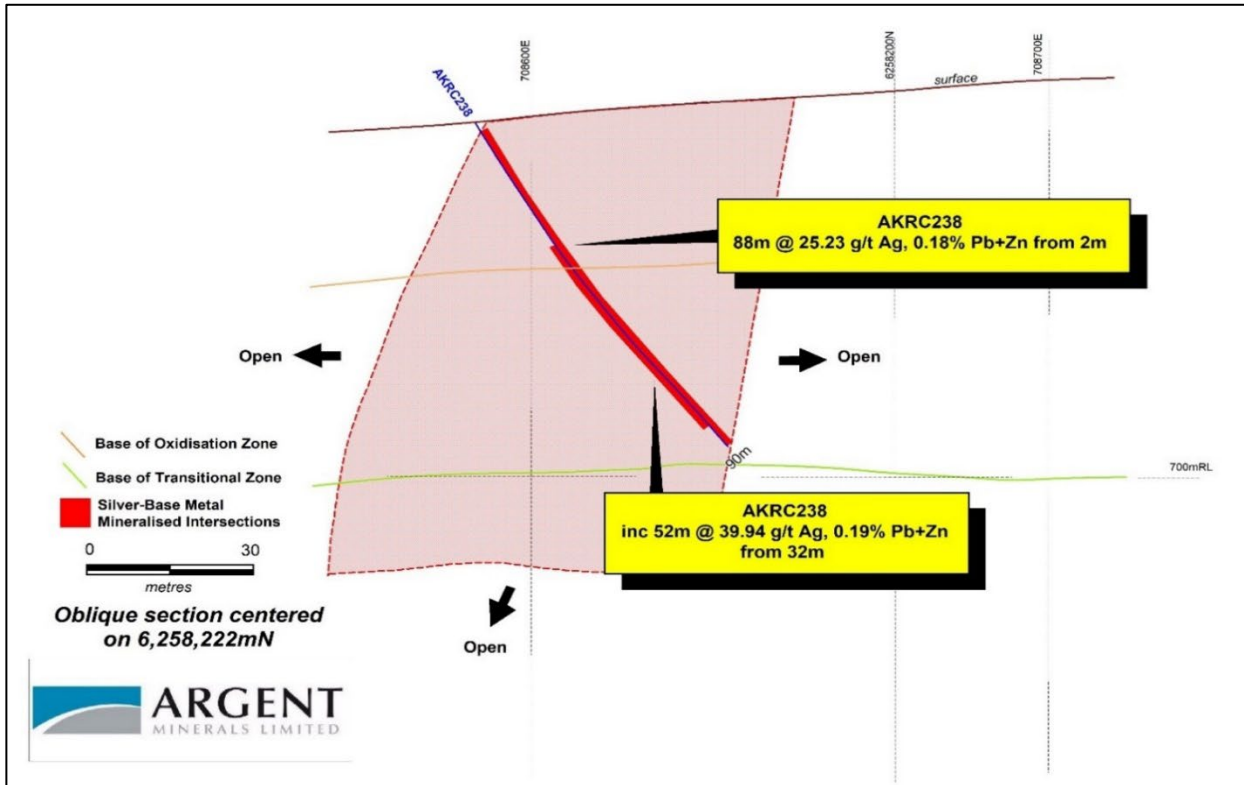 708600E
6258200N
708700E
AKRC238
surface
AKRC238
88m @ 25.23 g/t Ag, 0.18% Pb+Zn from 2m
Open
Open
Base of Oxidisation Zone
Base of Transitional Zone
Silver-Base Metal
Mineralised Intersections
90m
700mRL
AKRC238
inc 52m @ 39.94 g/t Ag, 0.19% Pb+Zn
from 32m
0 30
metres
Oblique section centered
on 6,258,222mN
Open
ARGENT
MINERALS LIMITED